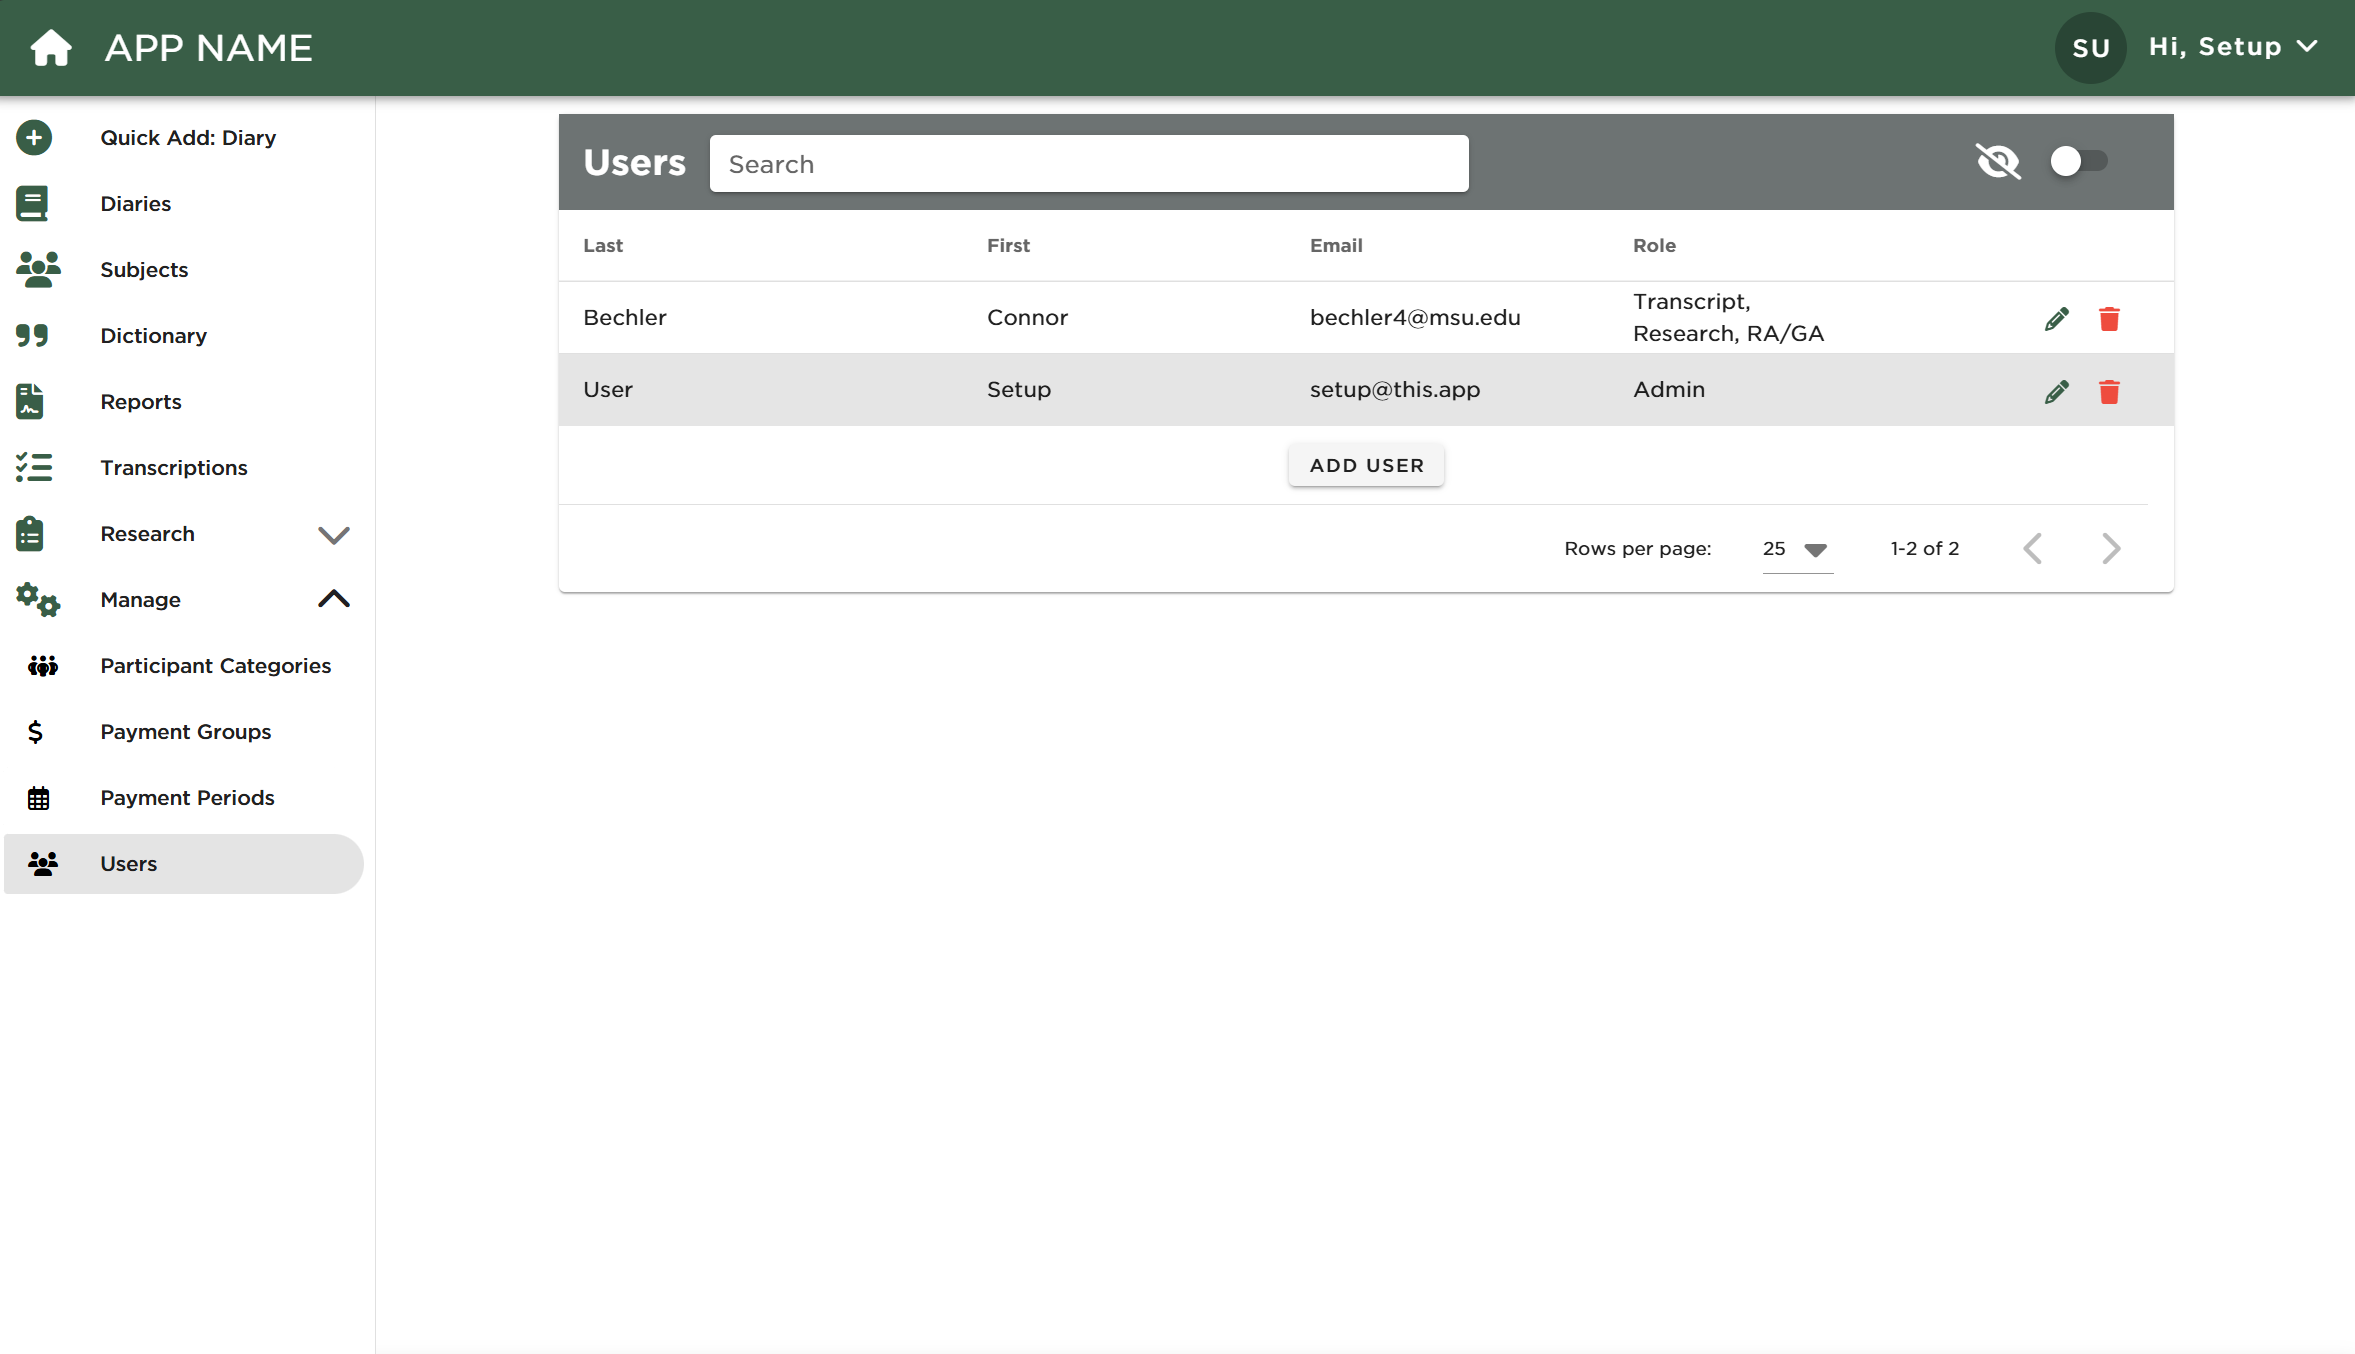 APP NAME
SU
Hi, Setup
Quick Add: Diary
Diaries
Subjects
Dictionary
Reports
Transcriptions
Research
Manage
Participant Categories
Payment Groups
Payment Periods
Users
Users
Search
Last First Email Role
Bechler Connor bechler4@msu.edu Transcript,
Research, RA/GA
User Setup setup@this.app Admin
ADD USER
Rows per page: 25 1-2 of 2